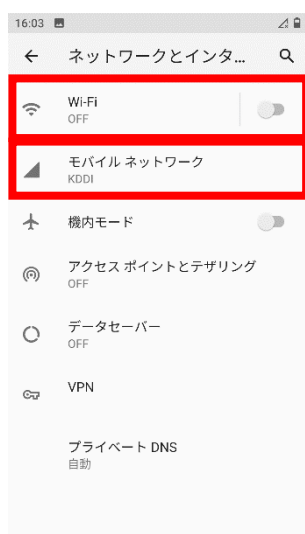 16:03
ネットワークとインタ...
Wi-Fi
OFF
モバイル ネットワーク
KDDI
機内モード
アクセス ポイントとテザリング
OFF
データセーバー
OFF
VPN
プライベート DNS
自動